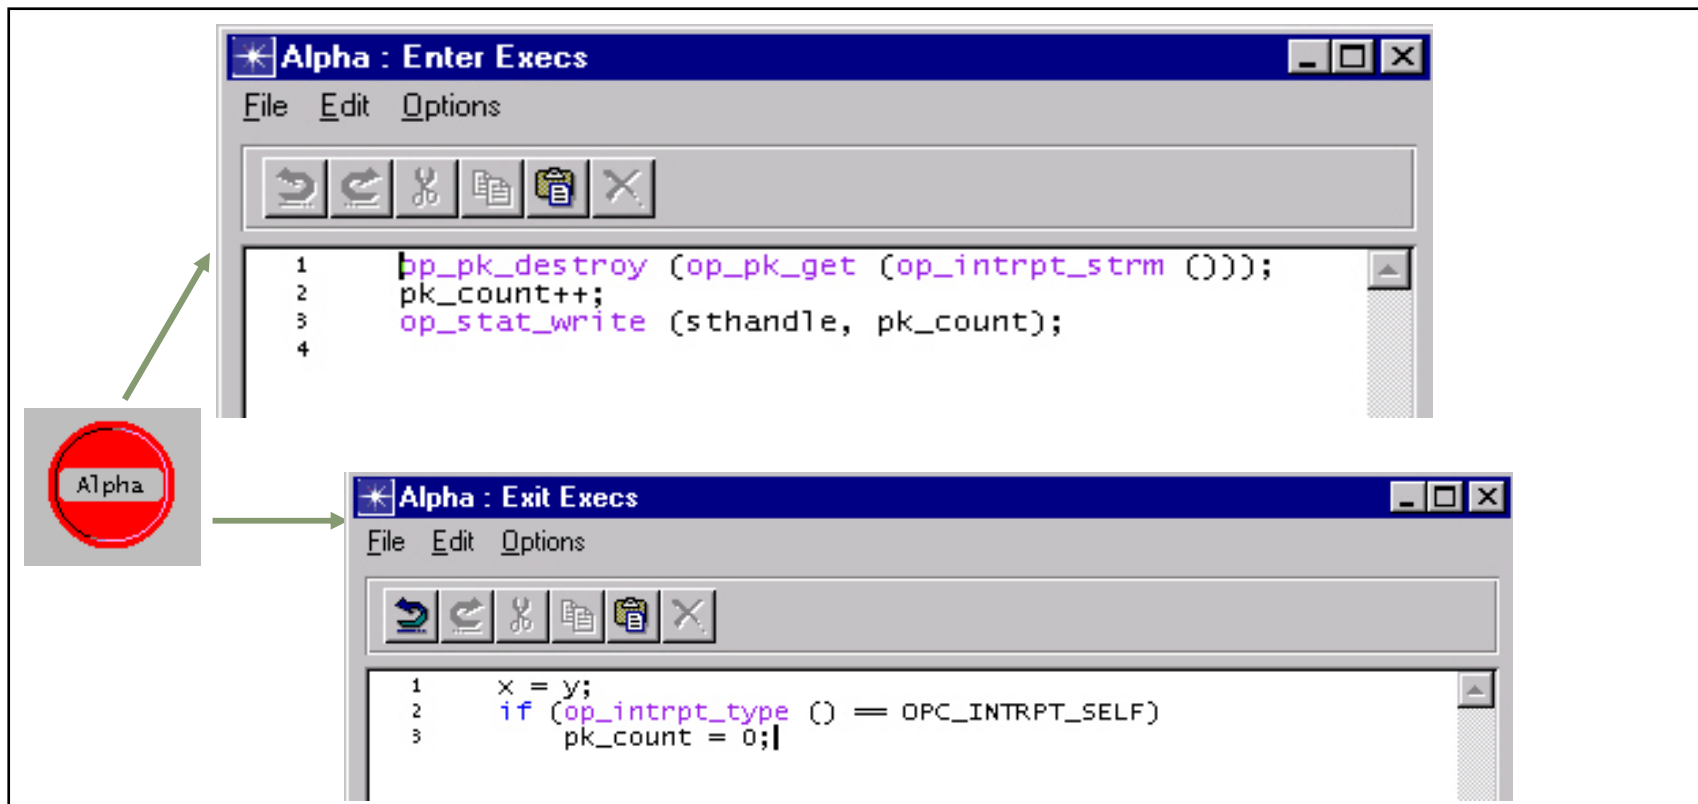 Alpha : Enter Execs
File Edit Options
1 op_pk_destroy (op_pk_get (op_intrpt_strm ()));
2 pk_count++;
3 op_stat_write (sthandle, pk_count);
4
Alpha
Alpha : Exit Execs
File Edit Options
1 x = y;
2 if (op_intrpt_type () == OPC_INTRPT_SELF)
3 pk_count = 0;